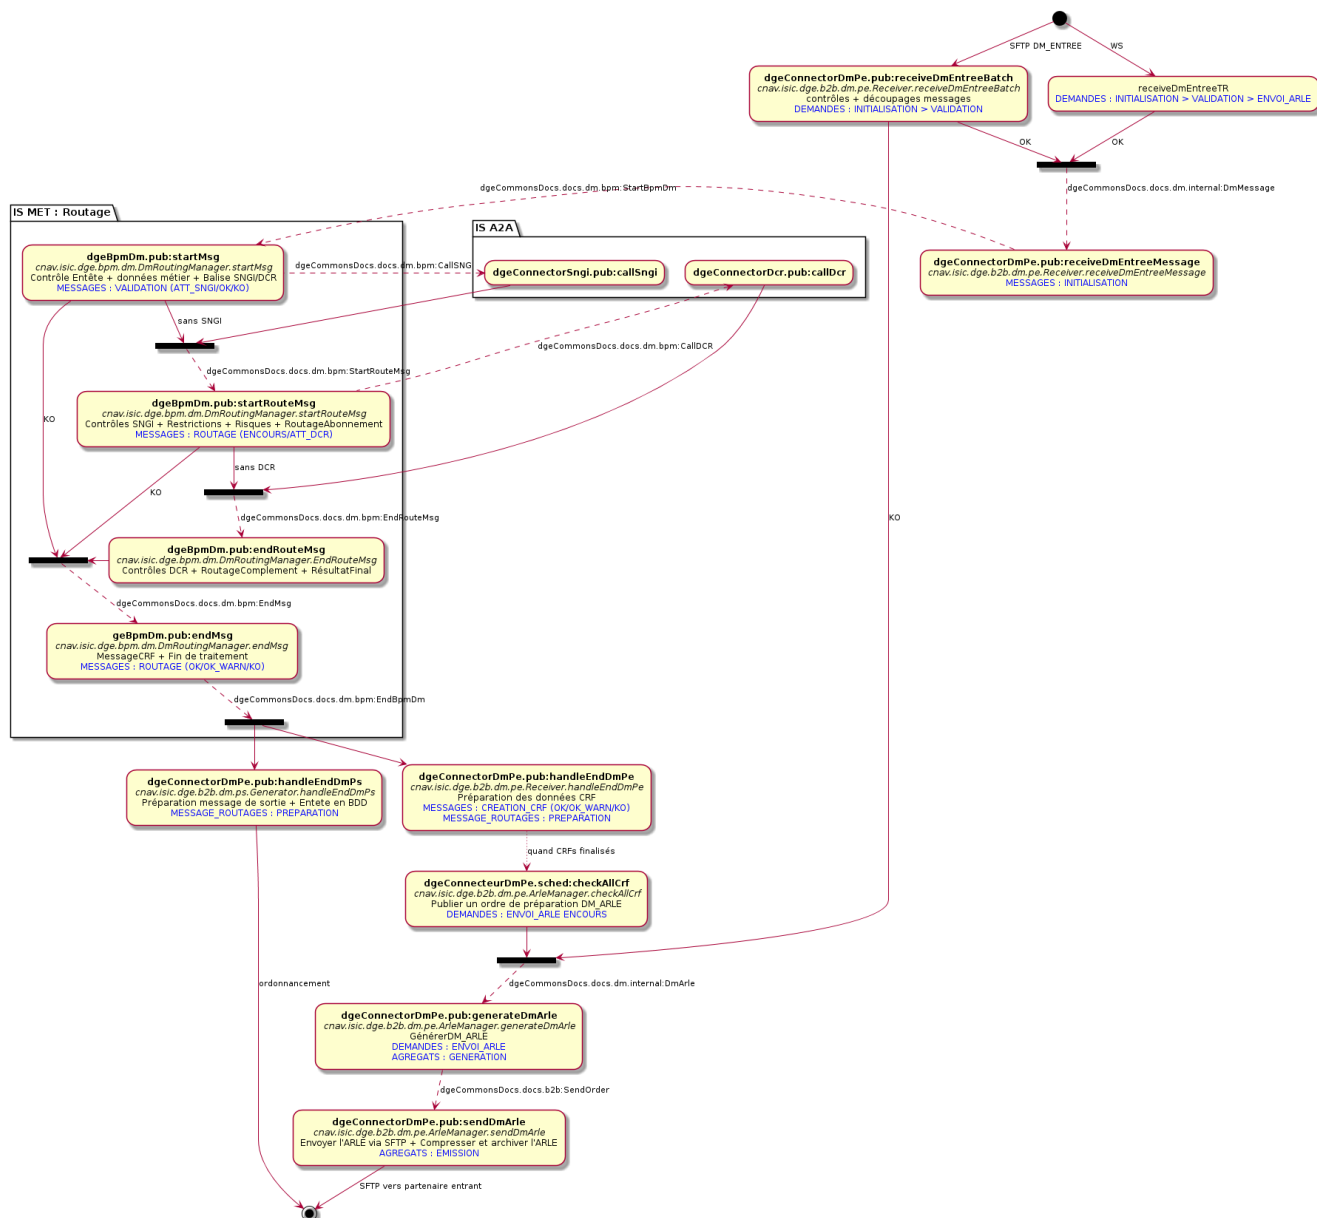 SFTP DM_ENTREE
WS
dgeConnectorDmPe.pub:receiveDmEntreeBatch
cnav.isic.dge.b2b.dm.pe.Receiver.receiveDmEntreeBatch
contrôles + découpages messages
DEMANDES : INITIALISATION > VALIDATION
receiveDmEntreeTR
DEMANDES : INITIALISATION > VALIDATION > ENVOI_ARLE
OK
OK
dgeCommonsDocs.docs.dm.bpm:StartBpmDm
dgeCommonsDocs.docs.dm.internal:DmMessage
IS MET : Routage
IS A2A
dgeBpmDm.pub:startMsg
cnav.isic.dge.bpm.dm.DmRoutingManager.startMsg
Contrôle Entête + données métier + Balise SNGI/DCR
MESSAGES : VALIDATION (ATT_SNGI/OK/KO)
dgeCommonsDocs.docs.dm.bpm:CallSNG
dgeConnectorSngi.pub:callSngi
dgeConnectorDcr.pub:callDcr
dgeConnectorDmPe.pub:receiveDmEntreeMessage
cnav.isic.dge.b2b.dm.pe.Receiver.receiveDmEntreeMessage
MESSAGES : INITIALISATION
sans SNGI
dgeCommonsDocs.docs.dm.bpm:CallDCR
dgeCommonsDocs.docs.dm.bpm:StartRouteMsg
dgeBpmDm.pub:startRouteMsg
cnav.isic.dge.bpm.dm.DmRoutingManager.startRouteMsg
Contrôles SNGI + Restrictions + Risques + RoutageAbonnement
MESSAGES : ROUTAGE (ENCOURS/ATT_DCR)
KO
sans DCR
KO
KO
dgeCommonsDocs.docs.dm.bpm:EndRouteMsg
dgeBpmDm.pub:endRouteMsg
cnav.isic.dge.bpm.dm.DmRoutingManager.EndRouteMsg
Contrôles DCR + RoutageComplement + RésultatFinal
dgeCommonsDocs.docs.dm.bpm:EndMsg
geBpmDm.pub:endMsg
cnav.isic.dge.bpm.dm.DmRoutingManager.endMsg
MessageCRF + Fin de traitement
MESSAGES : ROUTAGE (OK/OK_WARN/KO)
dgeCommonsDocs.docs.dm.bpm:EndBpmDm
dgeConnectorDmPe.pub:handleEndDmPs
cnav.isic.dge.b2b.dm.ps.Generator.handleEndDmPs
Préparation message de sortie + Entete en BDD
MESSAGE_ROUTAGES : PREPARATION
dgeConnectorDmPe.pub:handleEndDmPe
cnav.isic.dge.b2b.dm.pe.Receiver.handleEndDmPe
Préparation des données CRF
MESSAGES : CREATION_CRF (OK/OK_WARN/KO)
MESSAGE_ROUTAGES : PREPARATION
quand CRFs finalisés
dgeConnecteurDmPe.sched:checkAllCrf
cnav.isic.dge.b2b.dm.pe.ArleManager.checkAllCrf
Publier un ordre de préparation DM_ARLE
DEMANDES : ENVOI_ARLE ENCOURS
ordonnancement
dgeCommonsDocs.docs.dm.internal:DmArle
dgeConnectorDmPe.pub:generateDmArle
cnav.isic.dge.b2b.dm.pe.ArleManager.generateDmArle
GénérerDM_ARLE
DEMANDES : ENVOI_ARLE
AGREGATS : GENERATION
dgeCommonsDocs.docs.b2b:SendOrder
dgeConnectorDmPe.pub:sendDmArle
cnav.isic.dge.b2b.dm.pe.ArleManager.sendDmArle
Envoyer l'ARLE via SFTP + Compresser et archiver l'ARLE
AGREGATS : EMISSION
SFTP vers partenaire entrant